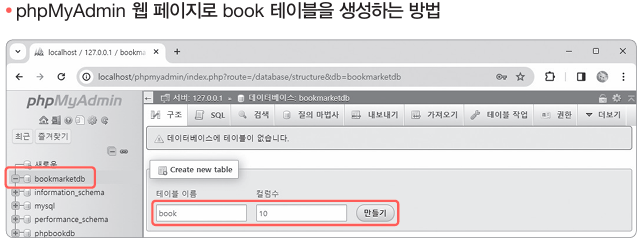 • phpMyAdmin 웹 페이지로 book 테이블을 생성하는 방법
localhost / 127.0.0.1 / bookma
localhost/phpmyadmin/index.php?route=/database/structure&db=bookmarketdb
phpMyAdmin
최근 즐겨찾기
새로운
bookmarketdb
information_schema
mysql
performance_schema
phpbookdb
서버: 127.0.0.1 » 데이터베이스: bookmarketdb
구조 SQL 검색 질의 마법사 내보내기 가져오기 테이블 작업 권한 더보기
데이터베이스에 테이블이 없습니다.
Create new table
테이블 이름 컬럼수
book 10 만들기